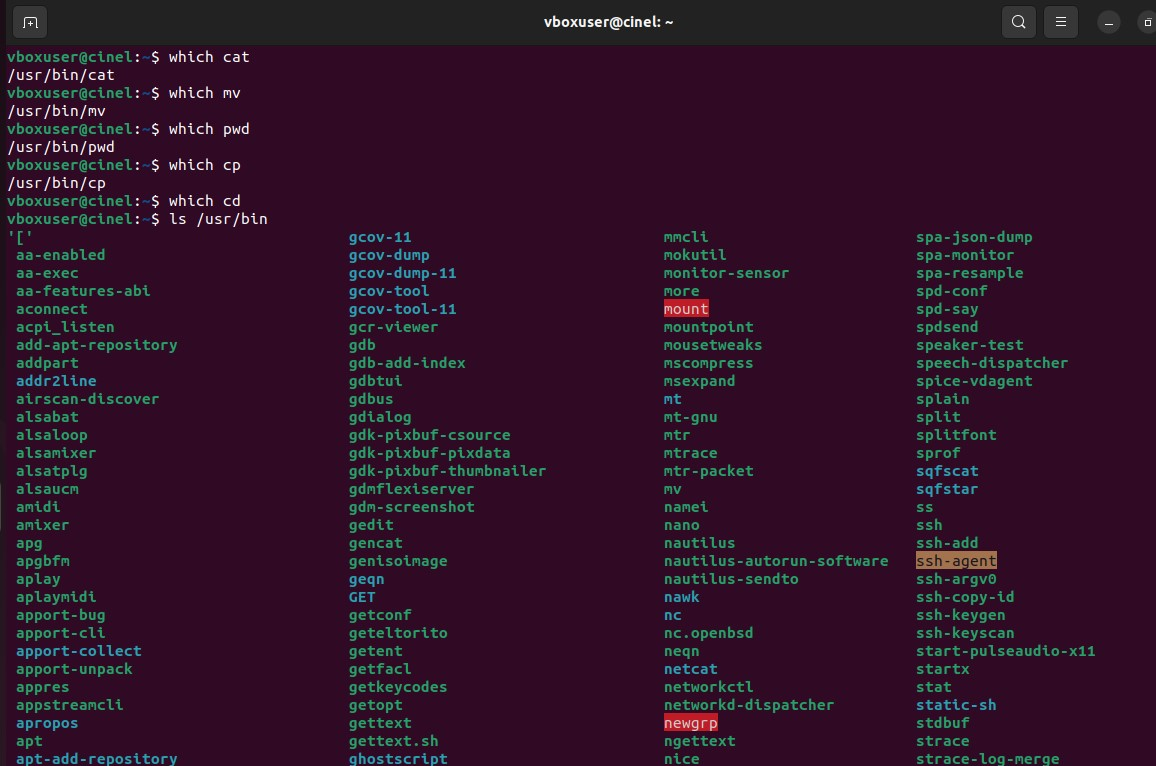 vboxuser@cinel: ~
vboxuser@cinel:~$ which cat
/usr/bin/cat
vboxuser@cinel:~$ which mv
/usr/bin/mv
vboxuser@cinel:~$ which pwd
/usr/bin/pwd
vboxuser@cinel:~$ which cp
/usr/bin/cp
vboxuser@cinel:~$ which cd
vboxuser@cinel:~$ ls /usr/bin
'[' gcov-11 mmcli spa-json-dump
aa-enabled gcov-dump mokutil spa-monitor
aa-exec gcov-dump-11 monitor-sensor spa-resample
aa-features-abi gcov-tool more spd-conf
aconnect gcov-tool-11 mount spd-say
acpi_listen gcr-viewer mountpoint spdsend
add-apt-repository gdb mousetweaks speaker-test
addpart gdb-add-index mscompress speech-dispatcher
addr2line gdbtui msexpand spice-vdagent
airscan-discover gdbus mt splain
alsabat gdialog mt-gnu split
alsaloop gdk-pixbuf-csource mtr splitfont
alsamixer gdk-pixbuf-pixdata mtrace sprof
alsatplg gdk-pixbuf-thumbnailer mtr-packet sqfscat
alsaucm gdmflexiserver mv sqfstar
amidi gdm-screenshot namei ss
amixer gedit nano ssh
apg gencat nautilus ssh-add
apgbfm genisoimage nautilus-autorun-software ssh-agent
aplay geqn nautilus-sendto ssh-argv0
aplaymidi GET nawk ssh-copy-id
apport-bug getconf nc ssh-keygen
apport-cli geteltorito nc.openbsd ssh-keyscan
apport-collect getent neqn start-pulseaudio-x11
apport-unpack getfacl netcat startx
appres getkeycodes networkctl stat
appstreamcli getopt networkd-dispatcher static-sh
apropos gettext newgrp stdbuf
apt gettext.sh ngettext strace
apt-add-repository ghostscript nice strace-log-merge